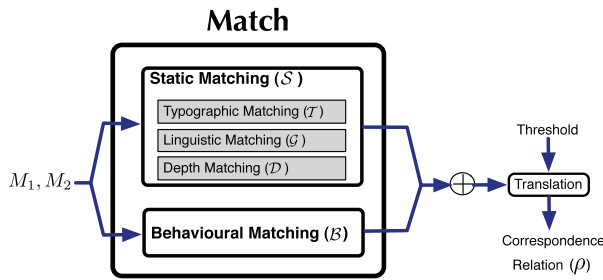 Match
Static Matching (𝒮)
Typographic Matching (𝒯)
Linguistic Matching (𝒢)
Depth Matching (𝒟)
M₁, M₂
Behavioural Matching (ℬ)
Threshold
Translation
Correspondence
Relation (ρ)